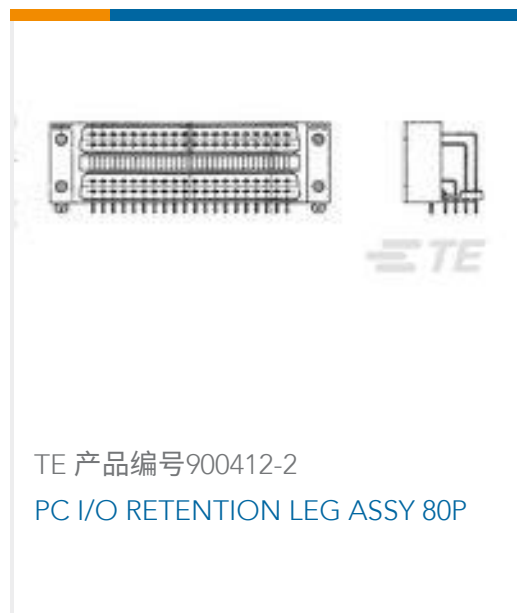 TE
TE 产品编号900412-2
PC I/O RETENTION LEG ASSY 80P